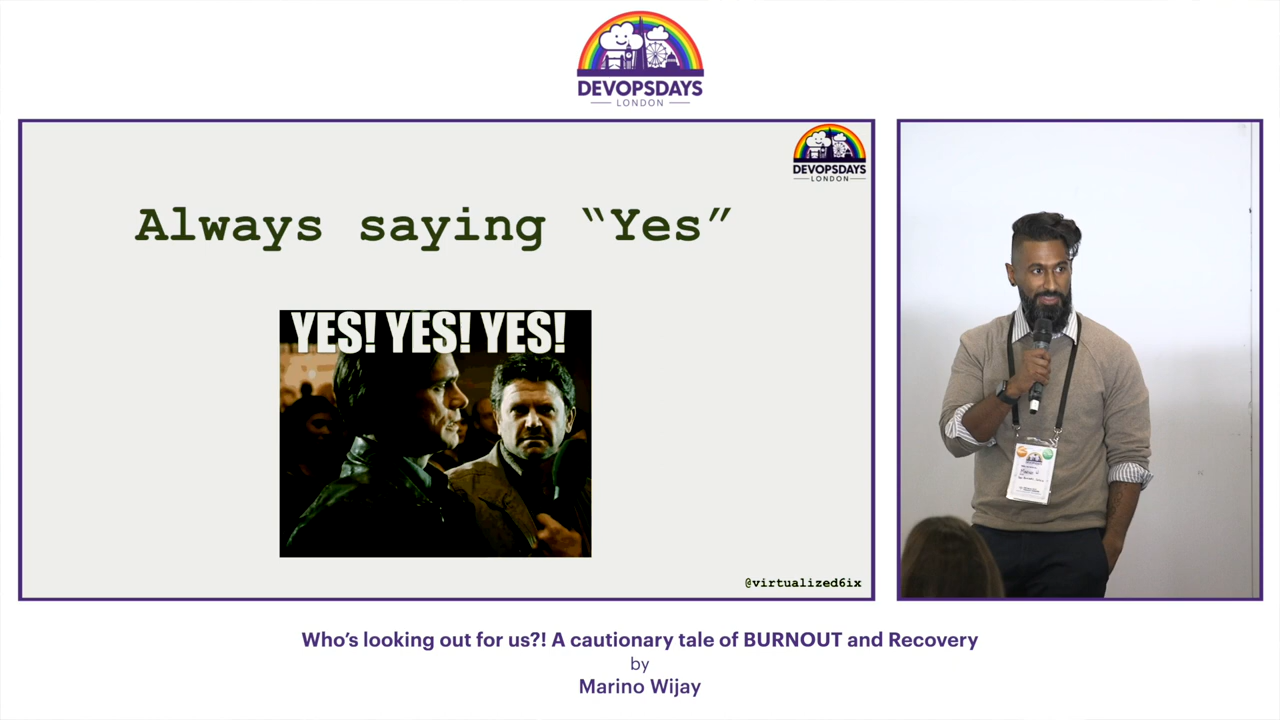 DEVOPSDAYS
LONDON
DEVOPSDAYS
LONDON
Always saying “Yes”
YES! YES! YES!
@virtualized6ix
Who’s looking out for us?! A cautionary tale of BURNOUT and Recovery
by
Marino Wijay